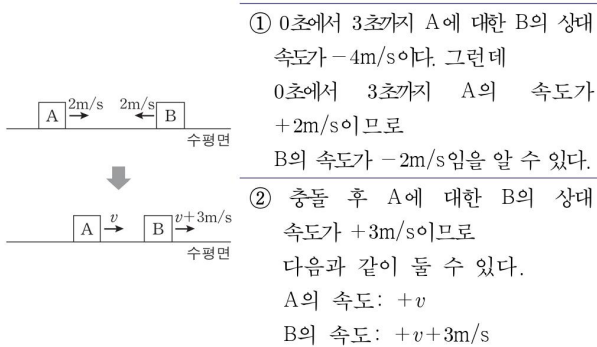 2m/s 2m/s
A B
수평면
v v+3m/s
A B
수평면
① 0초에서 3초까지 A에 대한 B의 상대
속도가 -4m/s이다. 그런데
0초에서 3초까지 A의 속도가
+2m/s이므로
B의 속도가 -2m/s임을 알 수 있다.
② 충돌 후 A에 대한 B의 상대
속도가 +3m/s이므로
다음과 같이 둘 수 있다.
A의 속도: +v
B의 속도: +v+3m/s